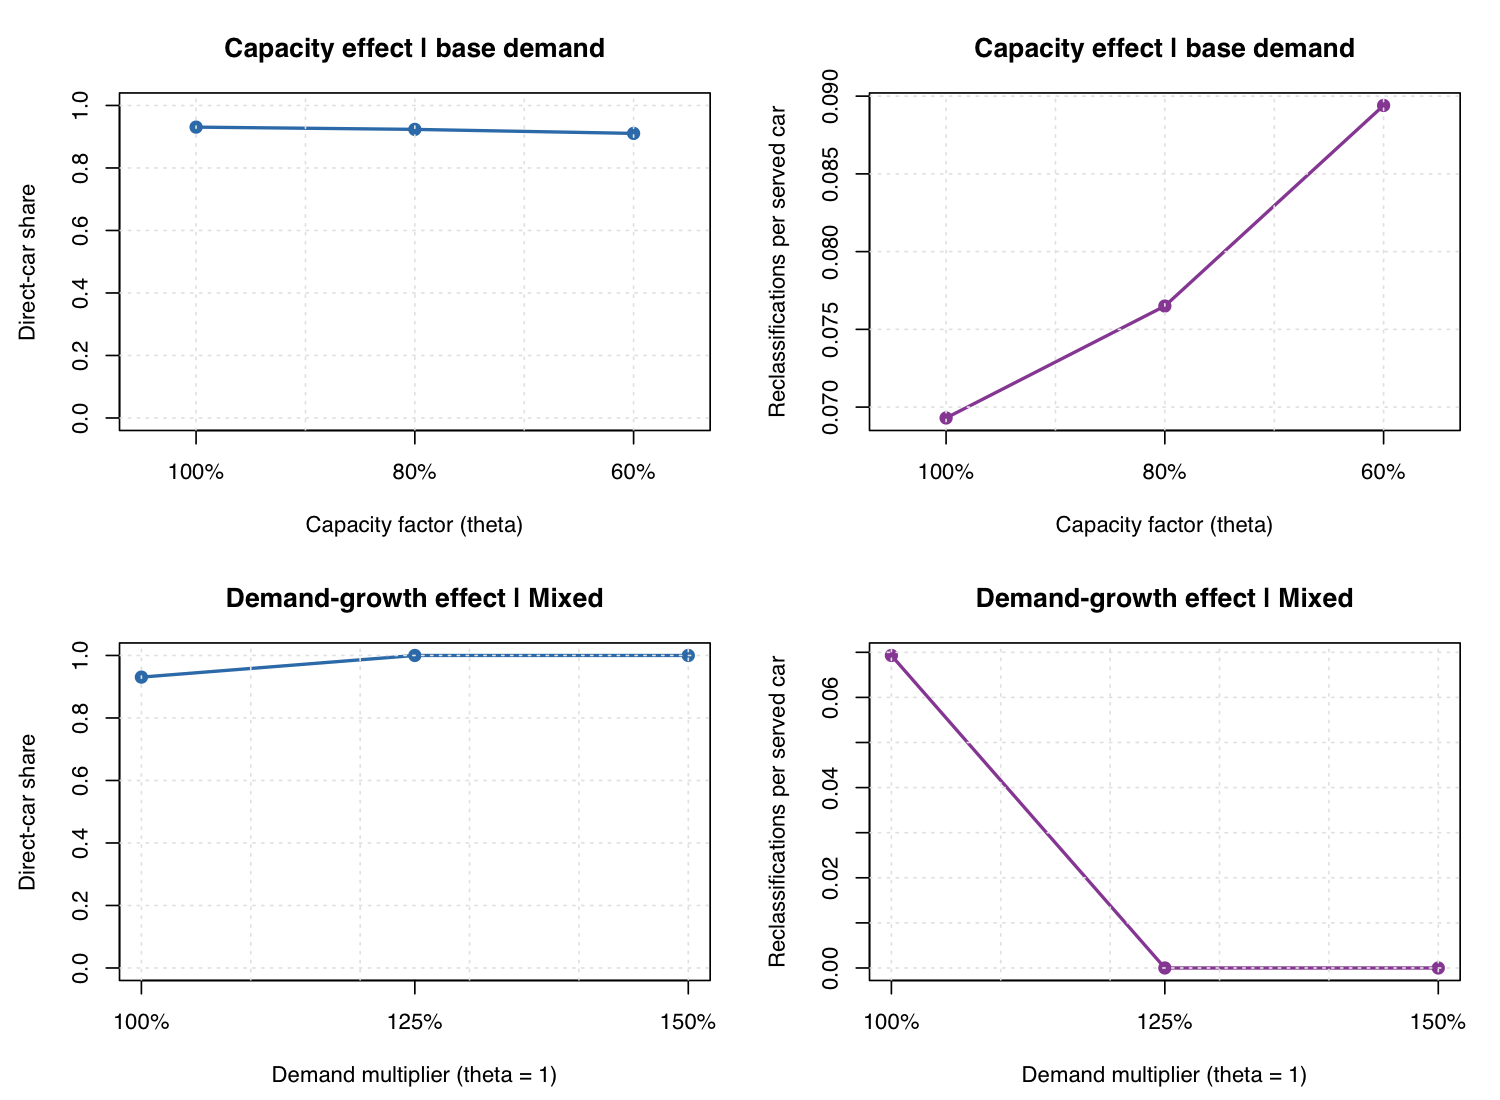 Capacity effect | base demand
Direct-car share
1.0
0.8
0.6
0.4
0.2
0.0
100% 80% 60%
Capacity factor (theta)
Capacity effect | base demand
Reclassifications per served car
0.090
0.085
0.080
0.075
0.070
100% 80% 60%
Capacity factor (theta)
Demand-growth effect | Mixed
Direct-car share
1.0
0.8
0.6
0.4
0.2
0.0
100% 125% 150%
Demand multiplier (theta = 1)
Demand-growth effect | Mixed
Reclassifications per served car
0.06
0.04
0.02
0.00
100% 125% 150%
Demand multiplier (theta = 1)